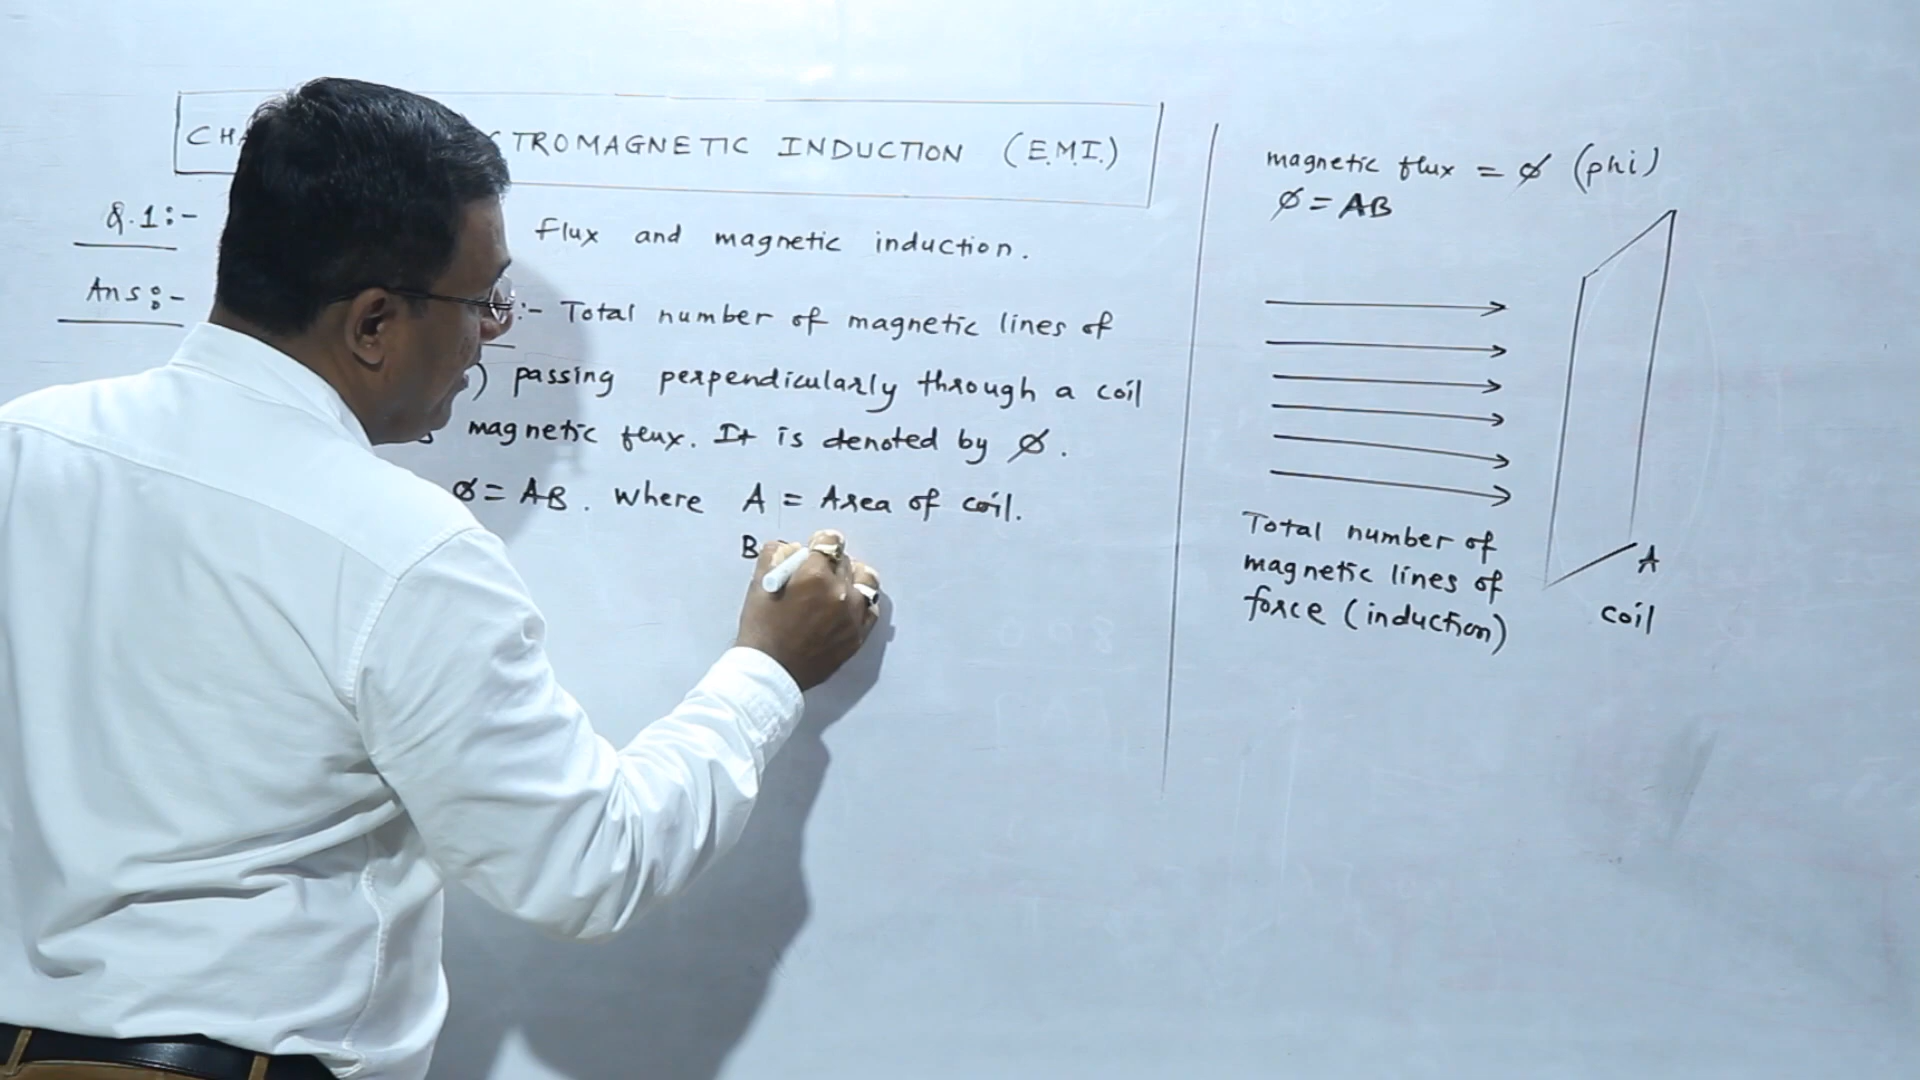 TROMAGNETIC INDUCTION (E.M.I.)
Q.1:-
flux and magnetic induction.
Ans:-
:- Total number of magnetic lines of
) passing perpendicularly through a coil
magnetic flux. It is denoted by ø.
ø = AB. where A = Area of coil.
B
magnetic flux = ø (phi)
ø = AB
Total number of
magnetic lines of
force (induction)
A
coil